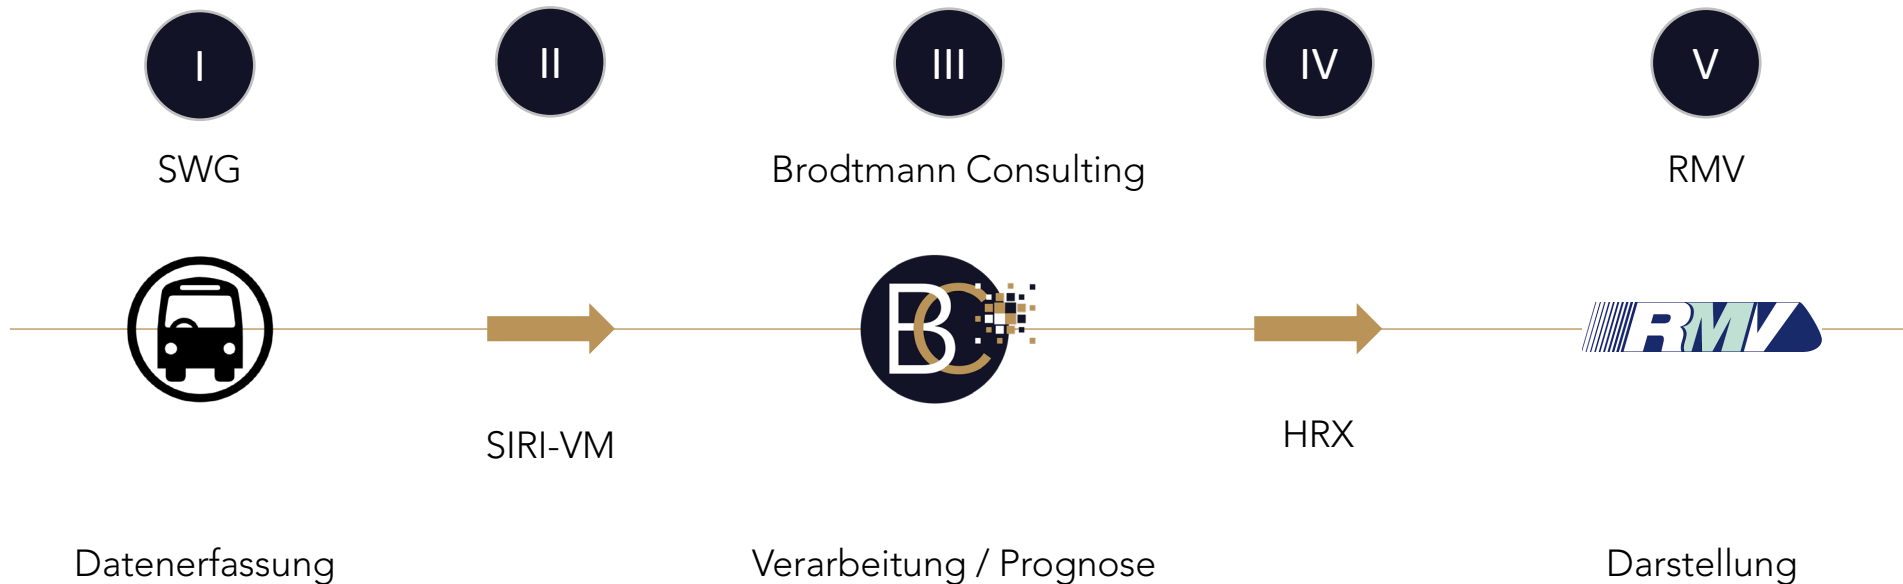 I
II
III
IV
V
SWG
Brodtmann Consulting
RMV
BC
RMV
SIRI-VM
HRX
Datenerfassung
Verarbeitung / Prognose
Darstellung